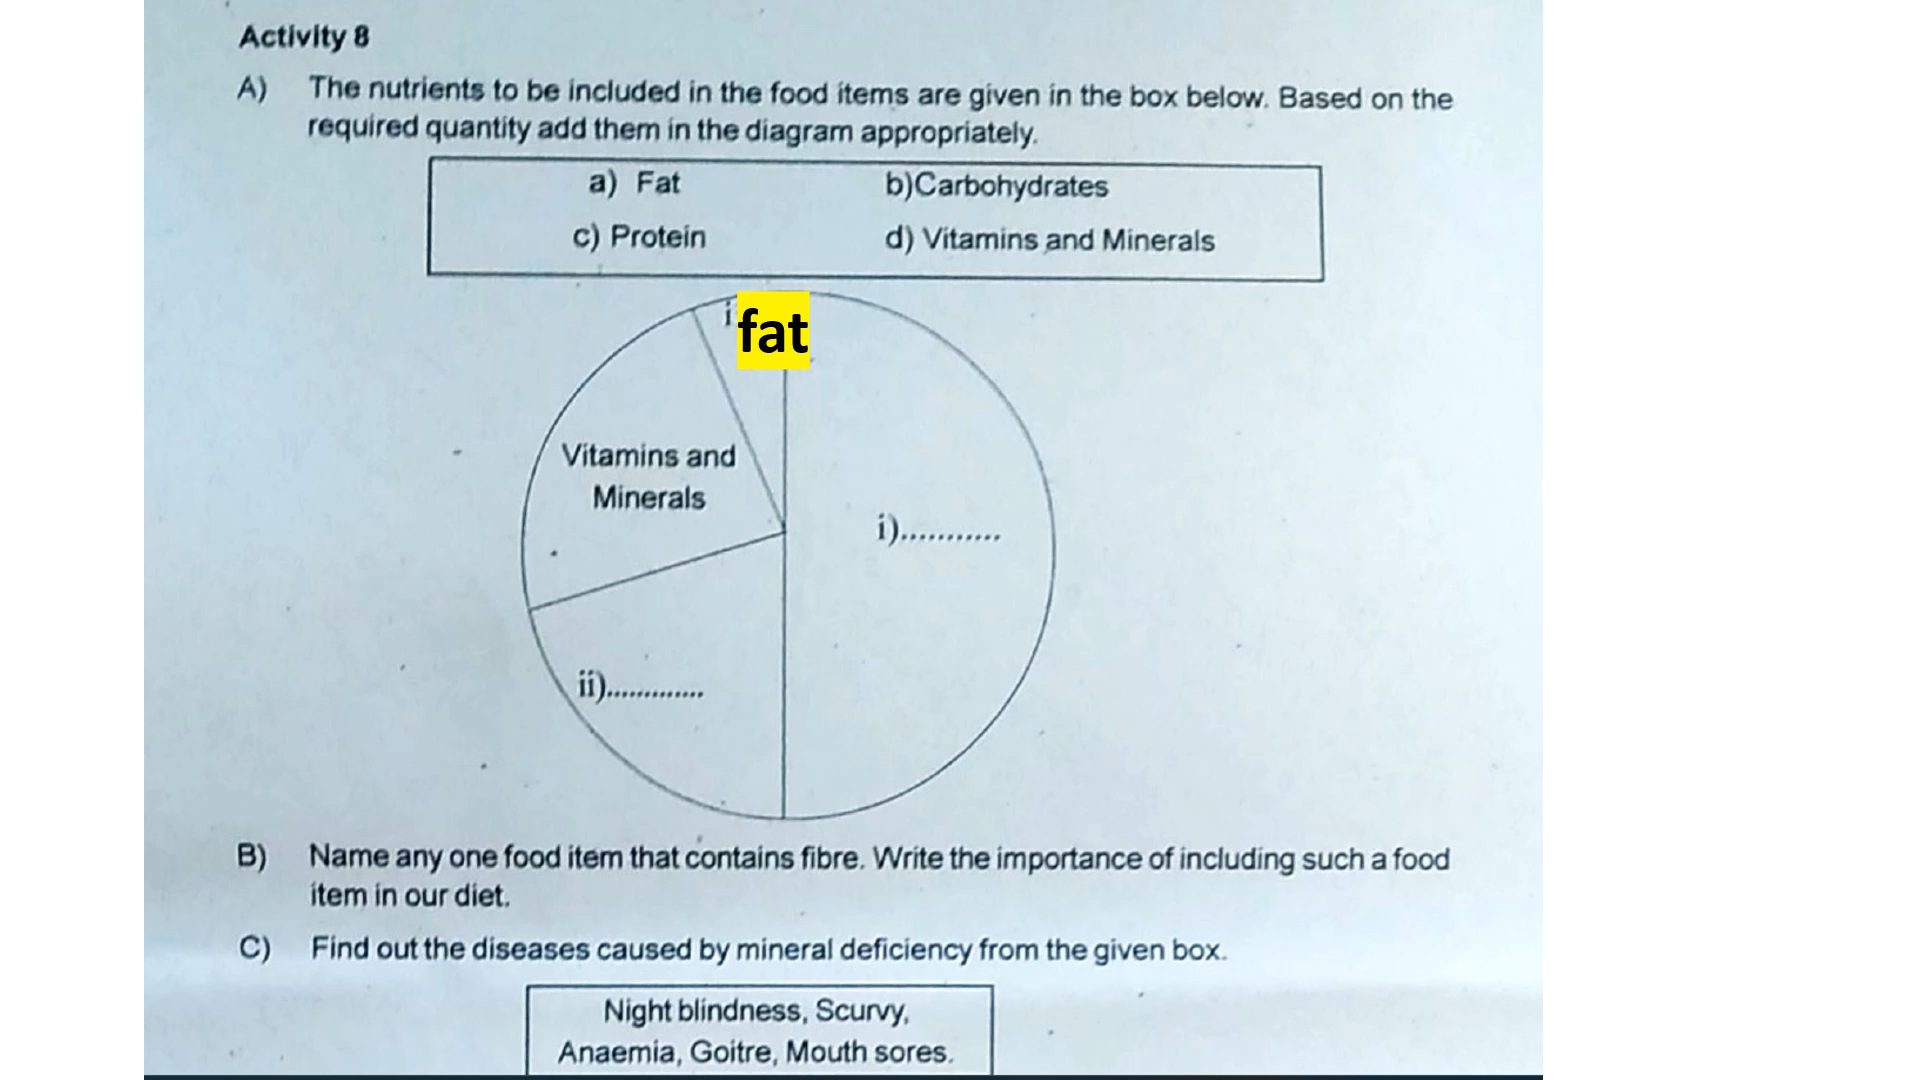 Activity 8
A) The nutrients to be included in the food items are given in the box below. Based on the
required quantity add them in the diagram appropriately.
a) Fat b)Carbohydrates
c) Protein d) Vitamins and Minerals
fat
Vitamins and
Minerals
i)...........
ii).............
B) Name any one food item that contains fibre. Write the importance of including such a food
item in our diet.
C) Find out the diseases caused by mineral deficiency from the given box.
Night blindness, Scurvy,
Anaemia, Goitre, Mouth sores.